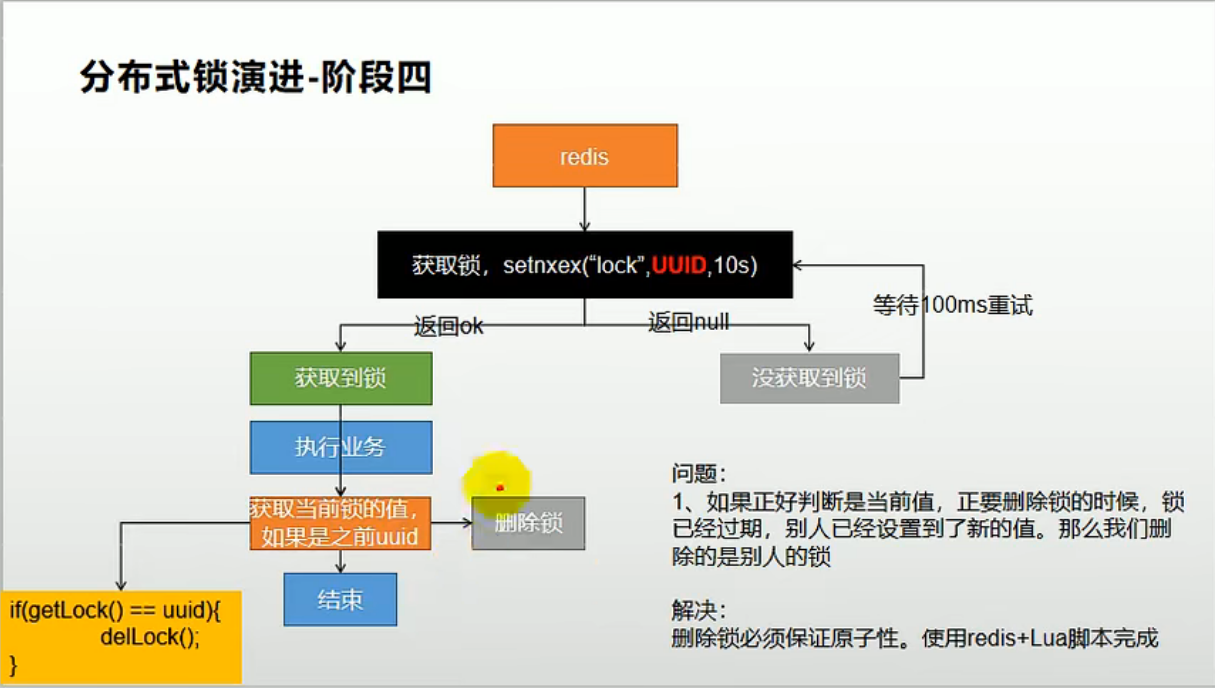 分布式锁演进-阶段四
redis
获取锁，setnxex(“lock”,UUID,10s)
等待100ms重试
返回ok
返回null
获取到锁
没获取到锁
执行业务
获取当前锁的值，
如果是之前uuid
删除锁
结束
if(getLock() == uuid){
delLock();
}
问题：
1、如果正好判断是当前值，正要删除锁的时候，锁
已经过期，别人已经设置到了新的值。那么我们删
除的是别人的锁
解决：
删除锁必须保证原子性。使用redis+Lua脚本完成